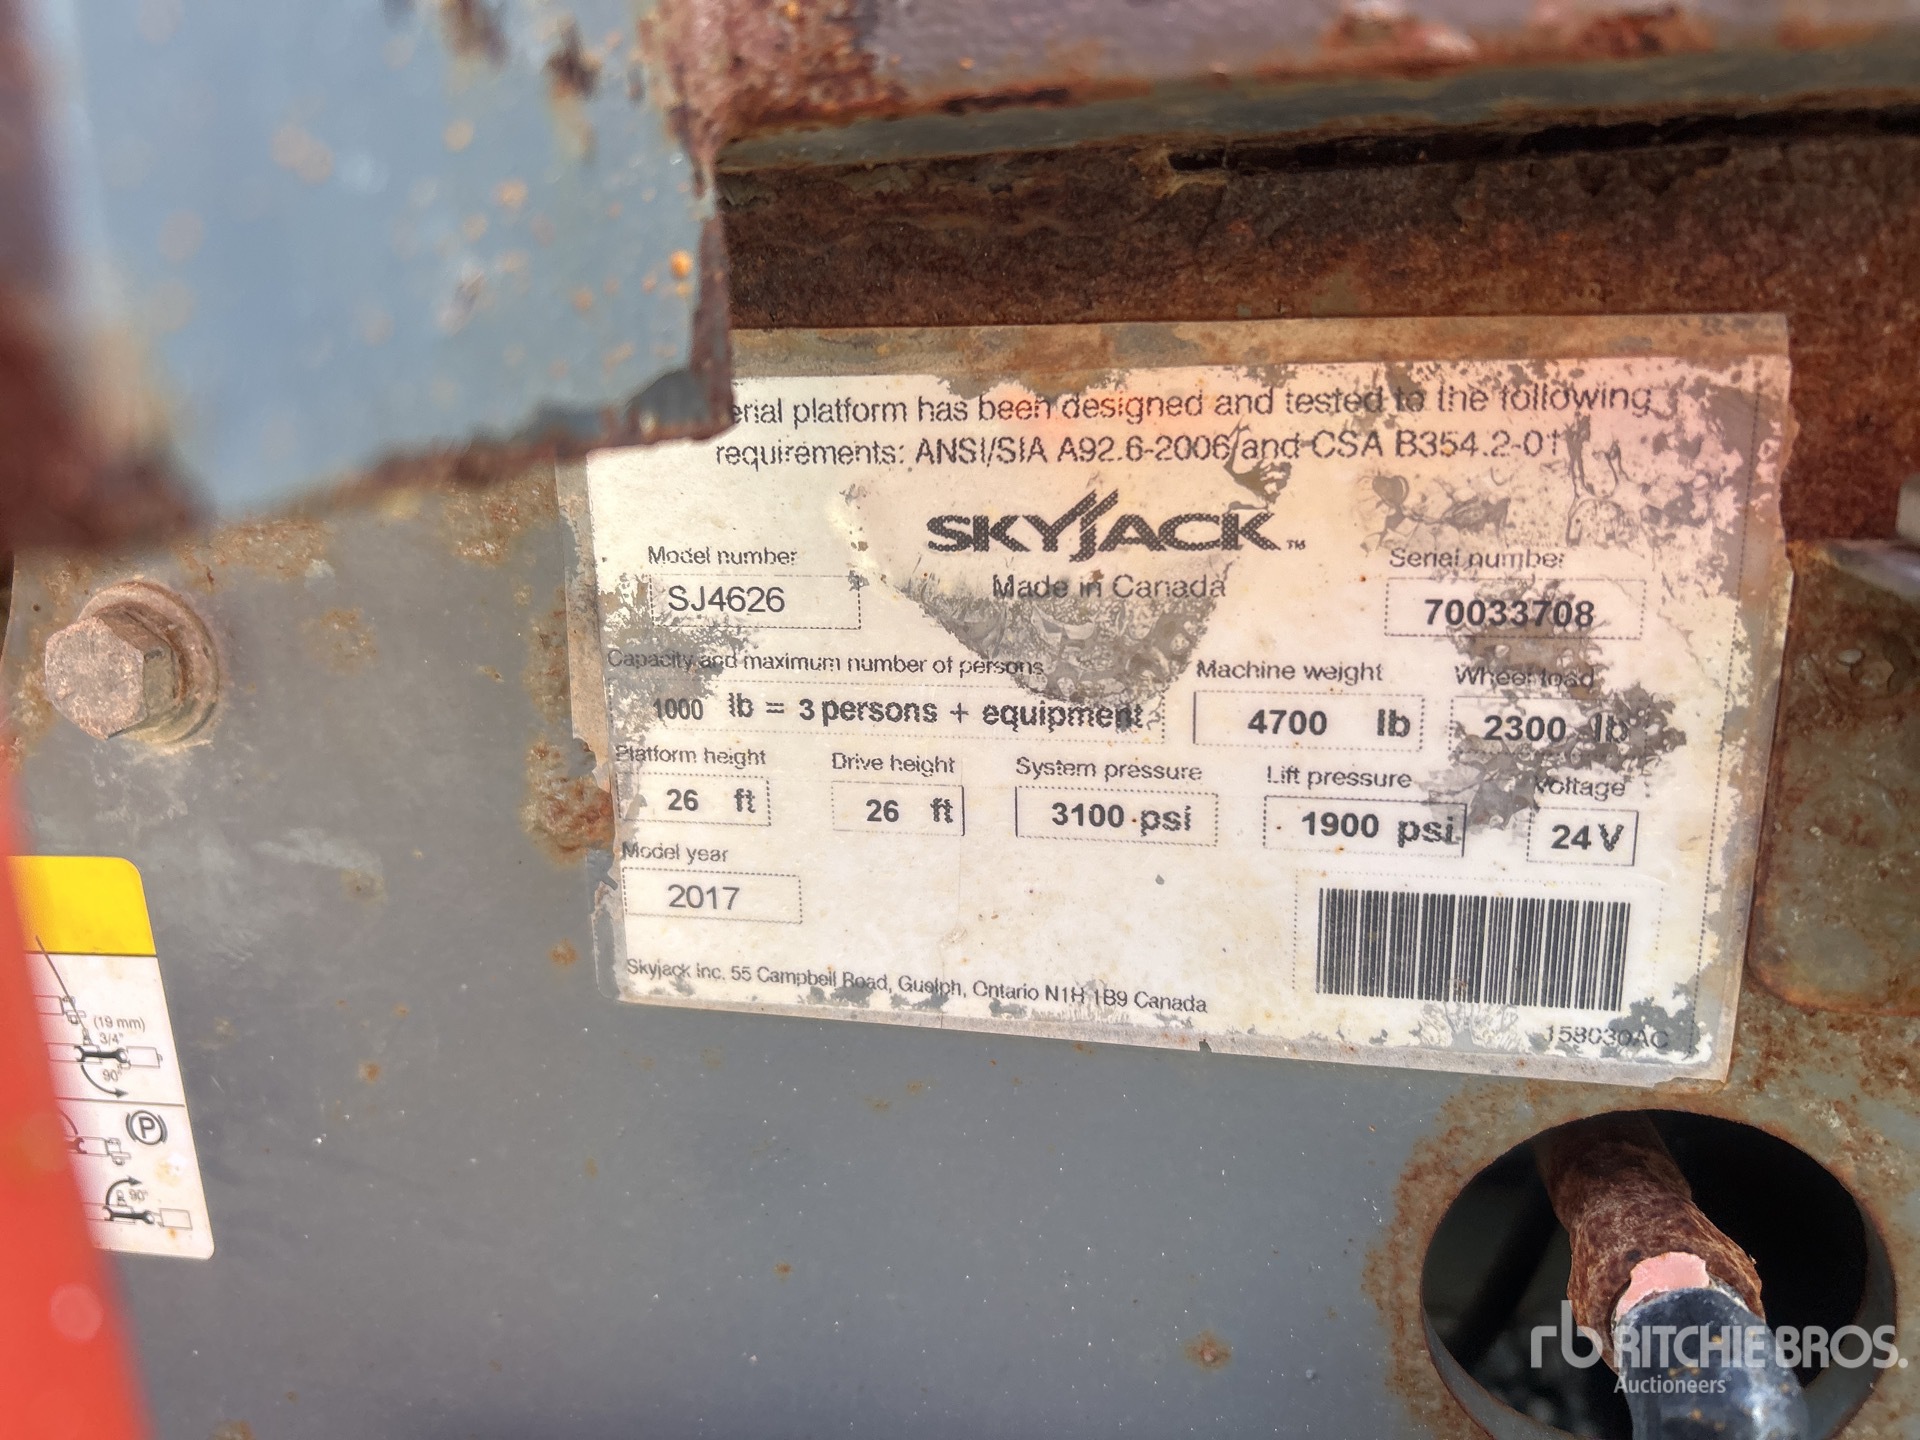 erial platform has been designed and tested to the following
requirements: ANSI/SIA A92.6-2006 and CSA B354.2-01
SKYJACK™
Made in Canada
Model number
SJ4626
Serial number
70033708
Capacity and maximum number of persons
1000 lb = 3 persons + equipment
Machine weight
4700 lb
Wheel load
2300 lb
Platform height
26 ft
Drive height
26 ft
System pressure
3100 psi
Lift pressure
1900 psi
Voltage
24 V
Model year
2017
Skyjack Inc. 55 Campbell Road, Guelph, Ontario N1H 1B9 Canada
158030AC
(19 mm)
3/4"
90°
P
90°
rb RITCHIE BROS.
Auctioneers